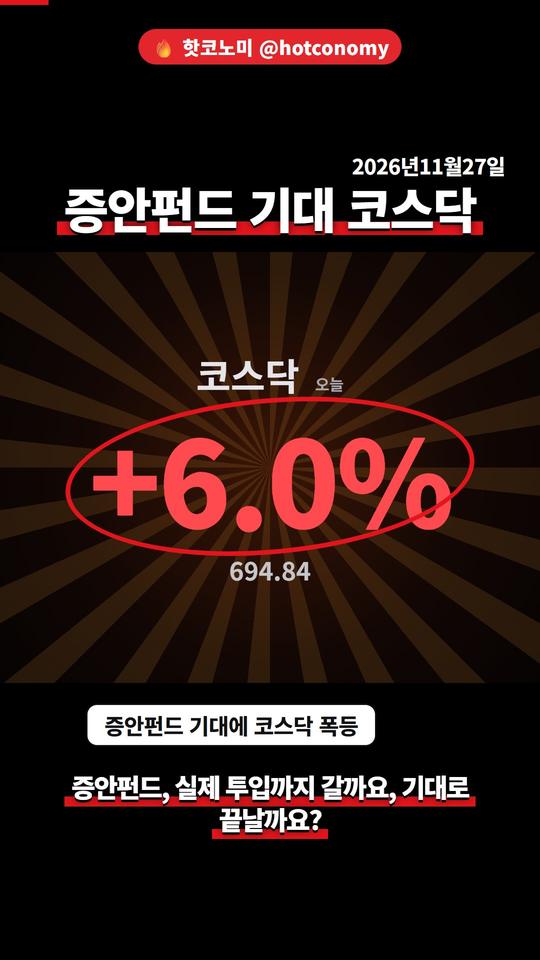 🔥 핫코노미 @hotconomy
2026년11월27일
증안펀드 기대 코스닥
코스닥 오늘
+6.0%
694.84
증안펀드 기대에 코스닥 폭등
증안펀드, 실제 투입까지 갈까요, 기대로
끝날까요?